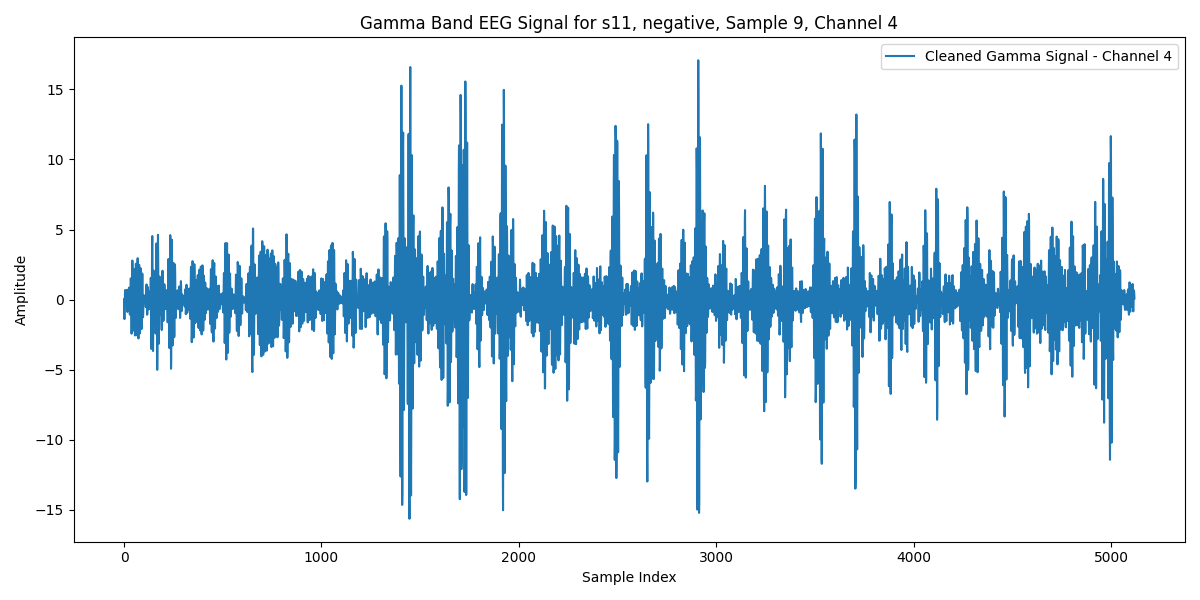 Gamma Band EEG Signal for s11, negative, Sample 9, Channel 4
Cleaned Gamma Signal - Channel 4
Amplitude
15
10
5
0
−5
−10
−15
0 1000 2000 3000 4000 5000
Sample Index